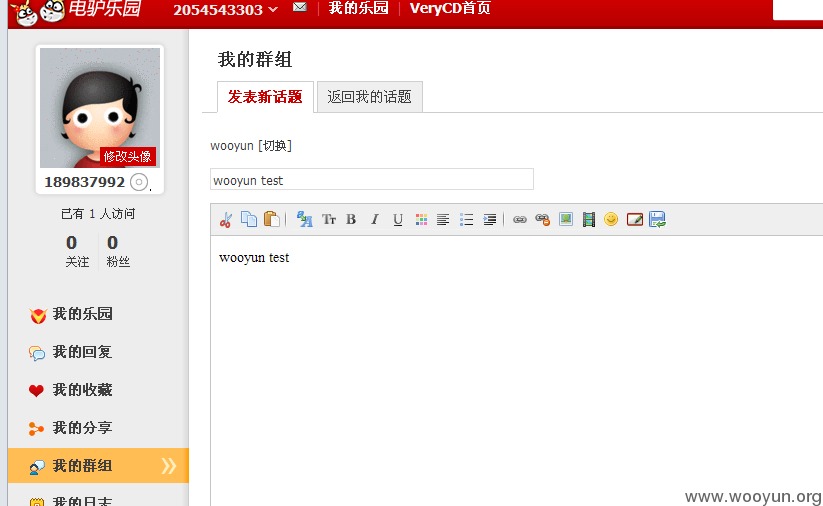 电驴乐园
2054543303
我的乐园
VeryCD首页
修改头像
189837992
已有 1 人访问
0
0
关注
粉丝
我的乐园
我的回复
我的收藏
我的分享
我的群组
我的日志
我的群组
发表新话题
返回我的话题
wooyun [切换]
wooyun test
wooyun test
www.wooyun.org